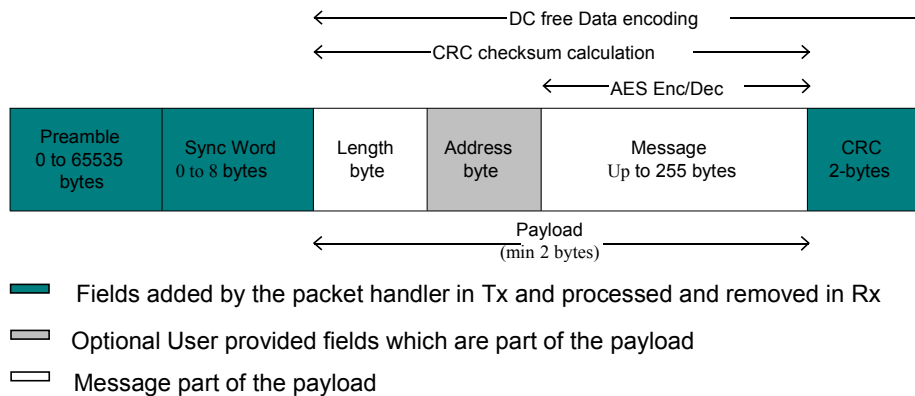 DC free Data encoding
CRC checksum calculation
AES Enc/Dec
Preamble
0 to 65535
bytes
Sync Word
0 to 8 bytes
Length
byte
Address
byte
Message
Up to 255 bytes
CRC
2-bytes
Payload
(min 2 bytes)
Fields added by the packet handler in Tx and processed and removed in Rx
Optional User provided fields which are part of the payload
Message part of the payload